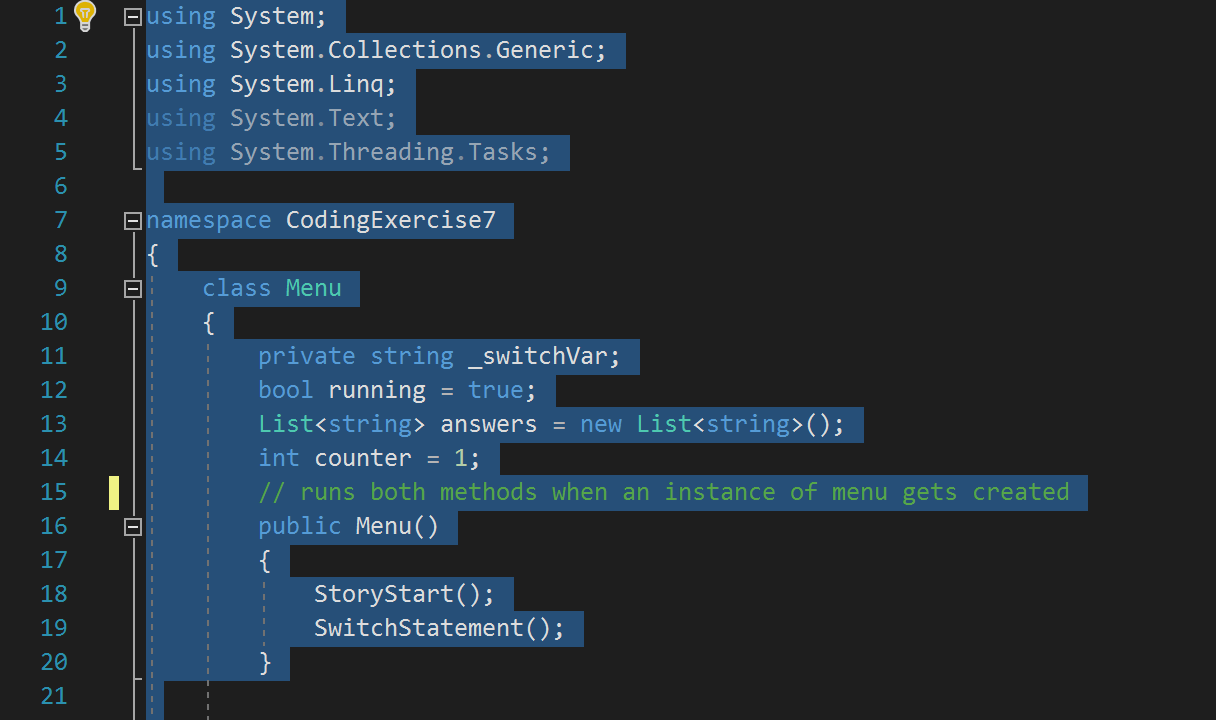 1 using System;
2 using System.Collections.Generic;
3 using System.Linq;
4 using System.Text;
5 using System.Threading.Tasks;
6
7 namespace CodingExercise7
8 {
9 class Menu
10 {
11 private string _switchVar;
12 bool running = true;
13 List<string> answers = new List<string>();
14 int counter = 1;
15 // runs both methods when an instance of menu gets created
16 public Menu()
17 {
18 StoryStart();
19 SwitchStatement();
20 }
21